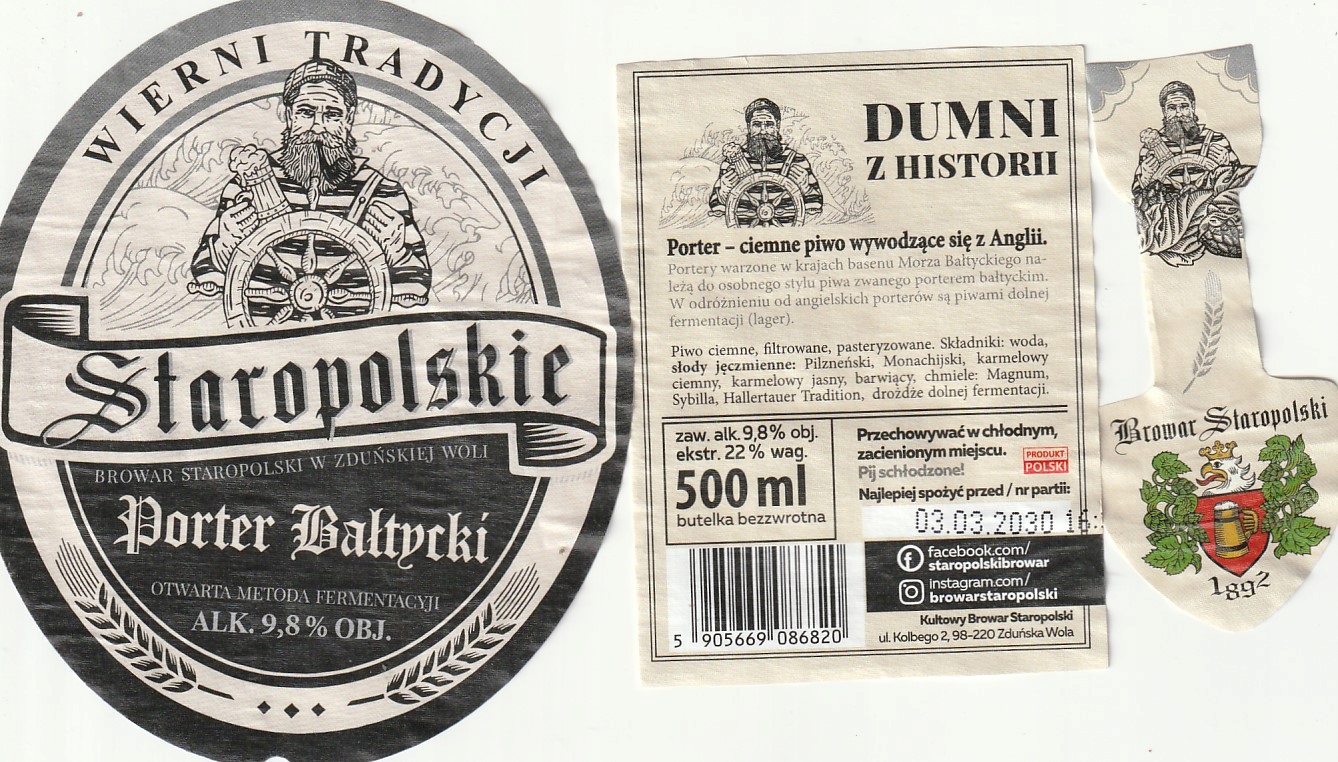 WIERNI TRADYCJI
Staropolskie
BROWAR STAROPOLSKI W ZDUŃSKIEJ WOLI
Porter Bałtycki
OTWARTA METODA FERMENTACYJI
ALK. 9,8% OBJ.
DUMNI
Z HISTORII
Porter – ciemne piwo wywodzące się z Anglii.
Portery warzone w krajach basenu Morza Bałtyckiego na-
leżą do osobnego stylu piwa zwanego porterem bałtyckim.
W odróżnieniu od angielskich porterów są piwami dolnej
fermentacji (lager).
Piwo ciemne, filtrowane, pasteryzowane. Składniki: woda,
słody jęczmienne: Pilzneński, Monachijski, karmelowy
ciemny, karmelowy jasny, barwiący, chmiele: Magnum,
Sybilla, Hallertauer Tradition, drożdże dolnej fermentacji.
zaw. alk. 9,8% obj.
ekstr. 22% wag.
500 ml
butelka bezzwrotna
Przechowywać w chłodnym,
zacienionym miejscu.
Pij schłodzone!
PRODUKT
POLSKI
Najlepiej spożyć przed / nr partii:
03.03.2030 16:
facebook.com/
staropolskibrowar
instagram.com/
browarstaropolski
Kultowy Browar Staropolski
ul. Kolbego 2, 98-220 Zduńska Wola
5 905669 086820
Browar Staropolski
1892